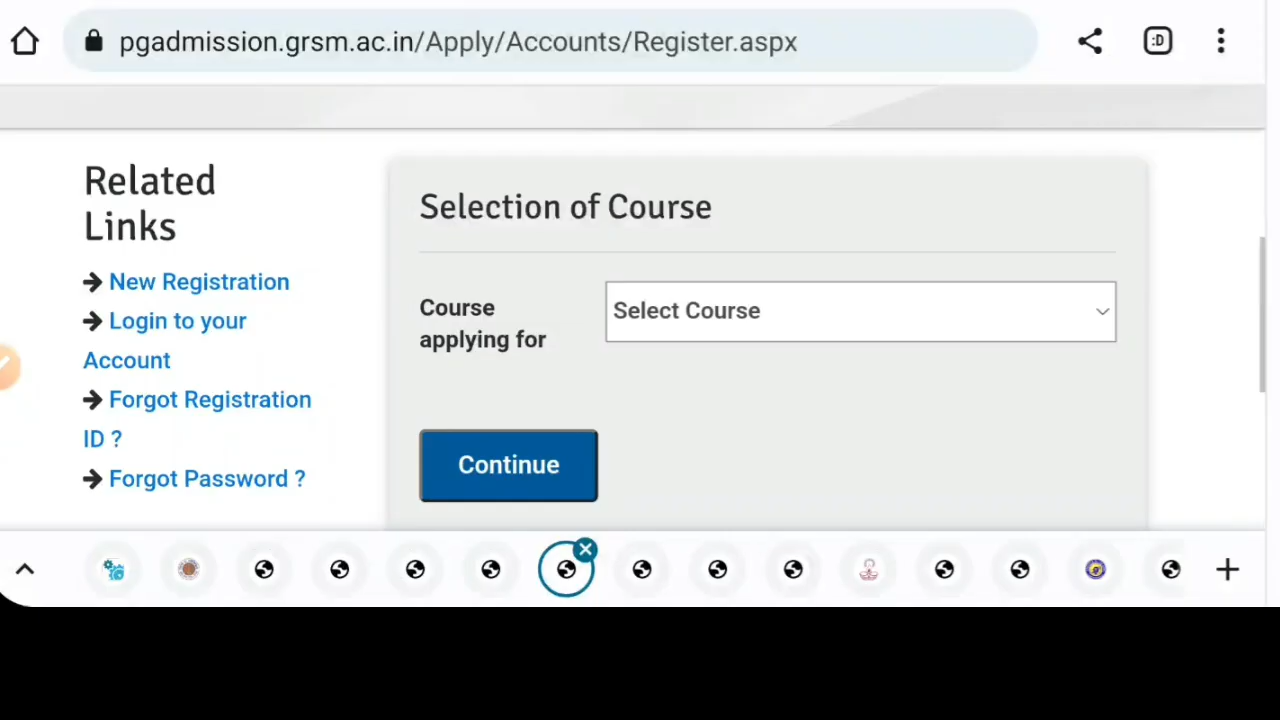 pgadmission.grsm.ac.in/Apply/Accounts/Register.aspx
:D
Related
Links
New Registration
Login to your
Account
Forgot Registration
ID ?
Forgot Password ?
Selection of Course
Course
applying for
Select Course
Continue